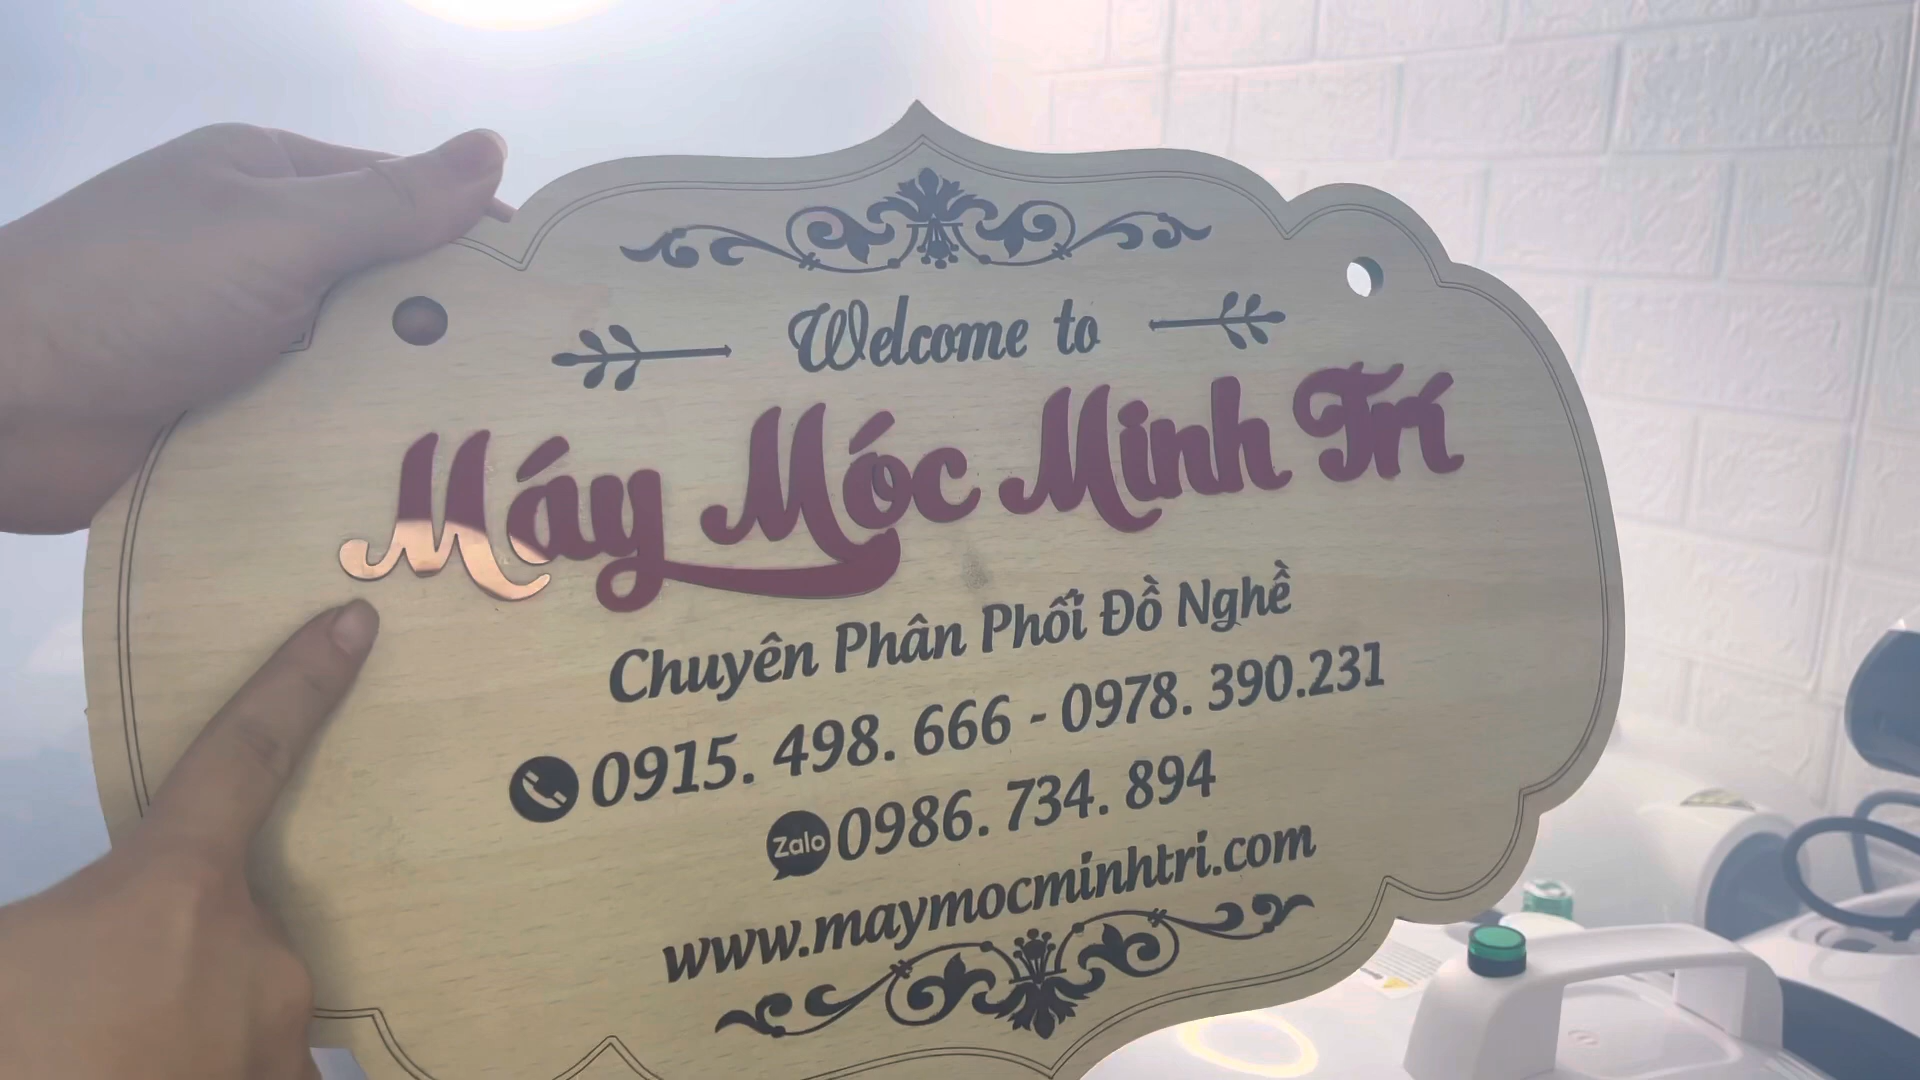 Welcome to
Máy Móc Minh Trí
Chuyên Phân Phối Đồ Nghề
0915. 498. 666 - 0978. 390.231
Zalo 0986. 734. 894
www.maymocminhtri.com